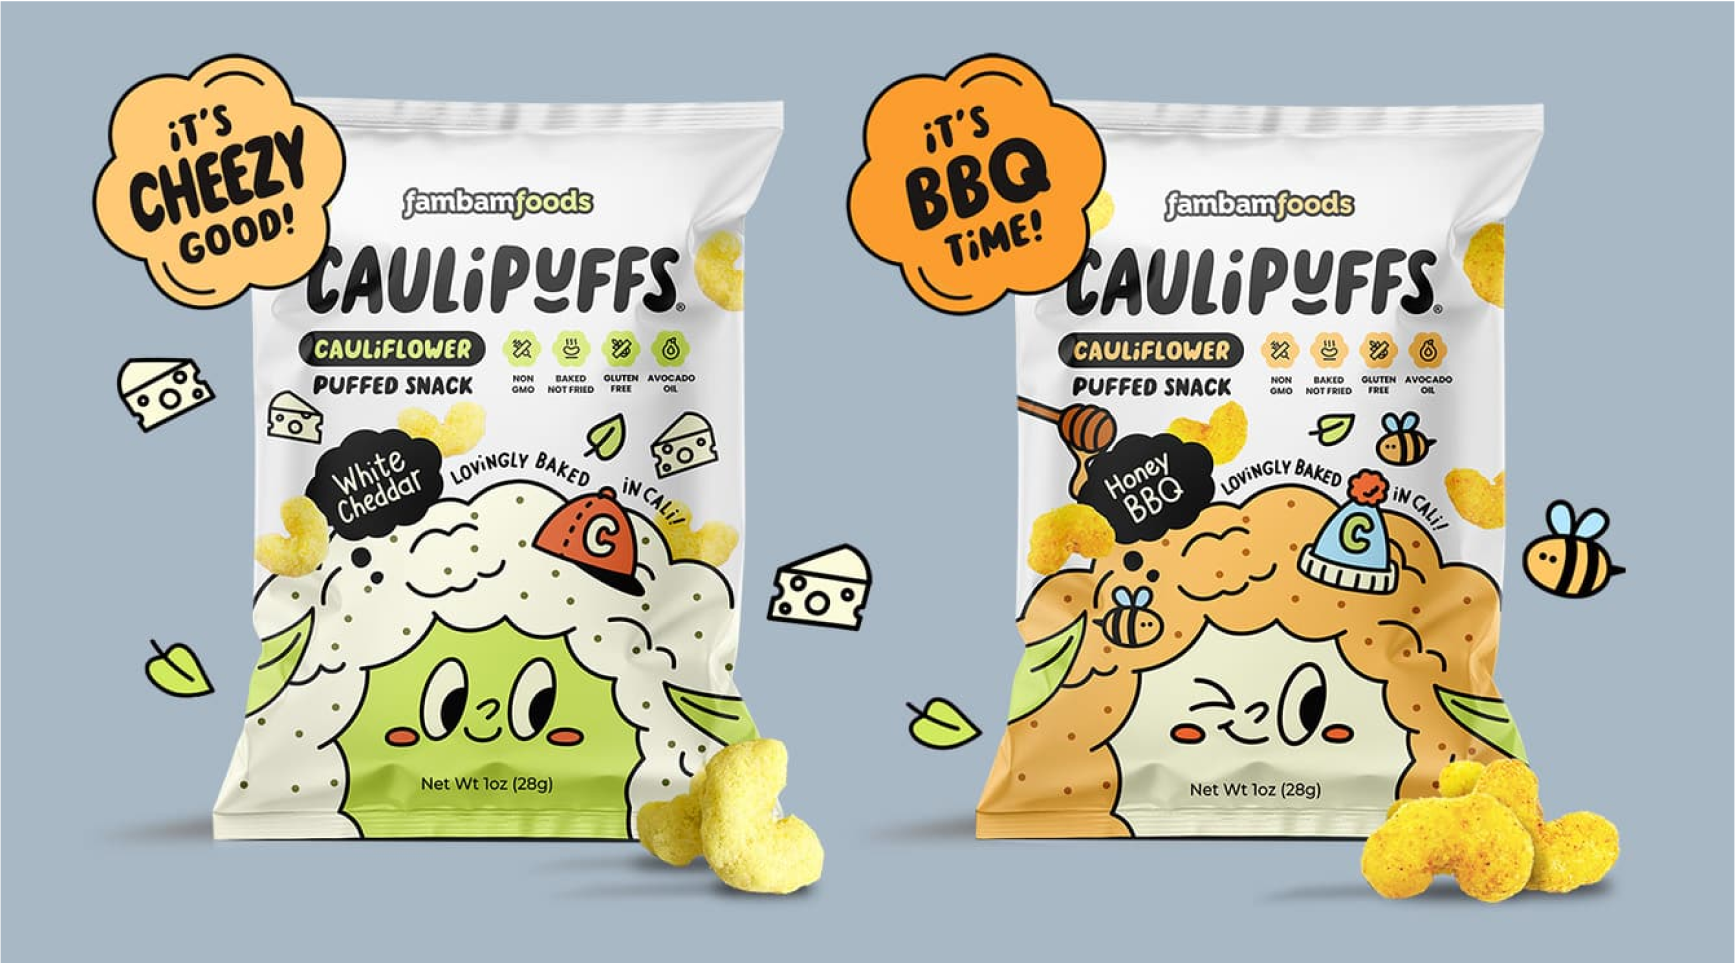 iT'S
CHEEZY
GOOD!
fambamfoods
CAULiPUFFS®
CAULiFLOWER
PUFFED SNACK
NON
GMO
BAKED
NOT FRIED
GLUTEN
FREE
AVOCADO
OIL
White
Cheddar
LOViNGLY BAKED
iN CALi!
C
Net Wt 1oz (28g)
iT'S
BBQ
TiME!
fambamfoods
CAULiPUFFS®
CAULiFLOWER
PUFFED SNACK
NON
GMO
BAKED
NOT FRIED
GLUTEN
FREE
AVOCADO
OIL
Honey
BBQ
LOViNGLY BAKED
iN CALi!
C
Net Wt 1oz (28g)